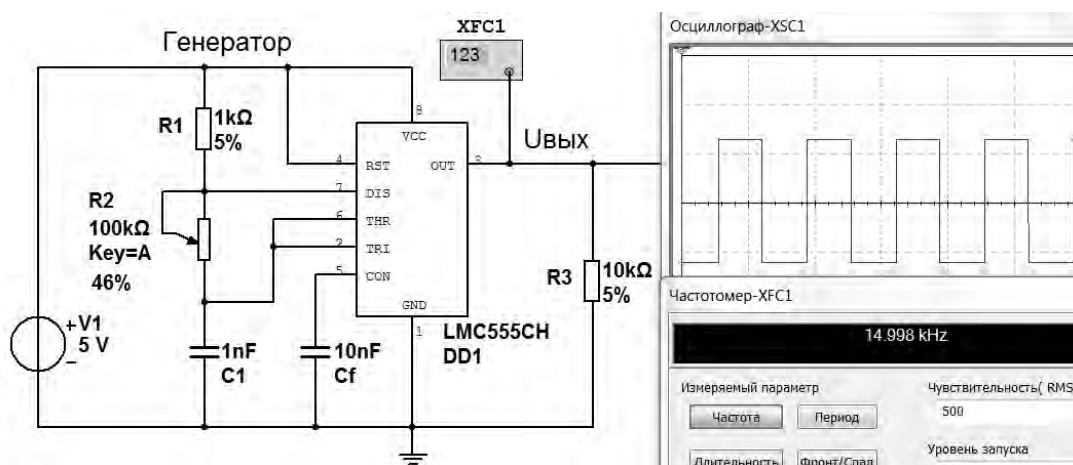 Генератор
XFC1
123
R1
1kΩ
5%
R2
100kΩ
Key=A
46%
V1
5 V
1nF
C1
10nF
Cf
8
VCC
4
RST
OUT
3
7
DIS
6
THR
2
TRI
5
CON
GND
1
LMC555CH
DD1
Uвых
R3
10kΩ
5%
Осциллограф-XSC1
Частотомер-XFC1
14.998 kHz
Измеряемый параметр
Чувствительность( RMS
Частота
Период
500
Уровень запуска
Длительность
Фронт/Спад